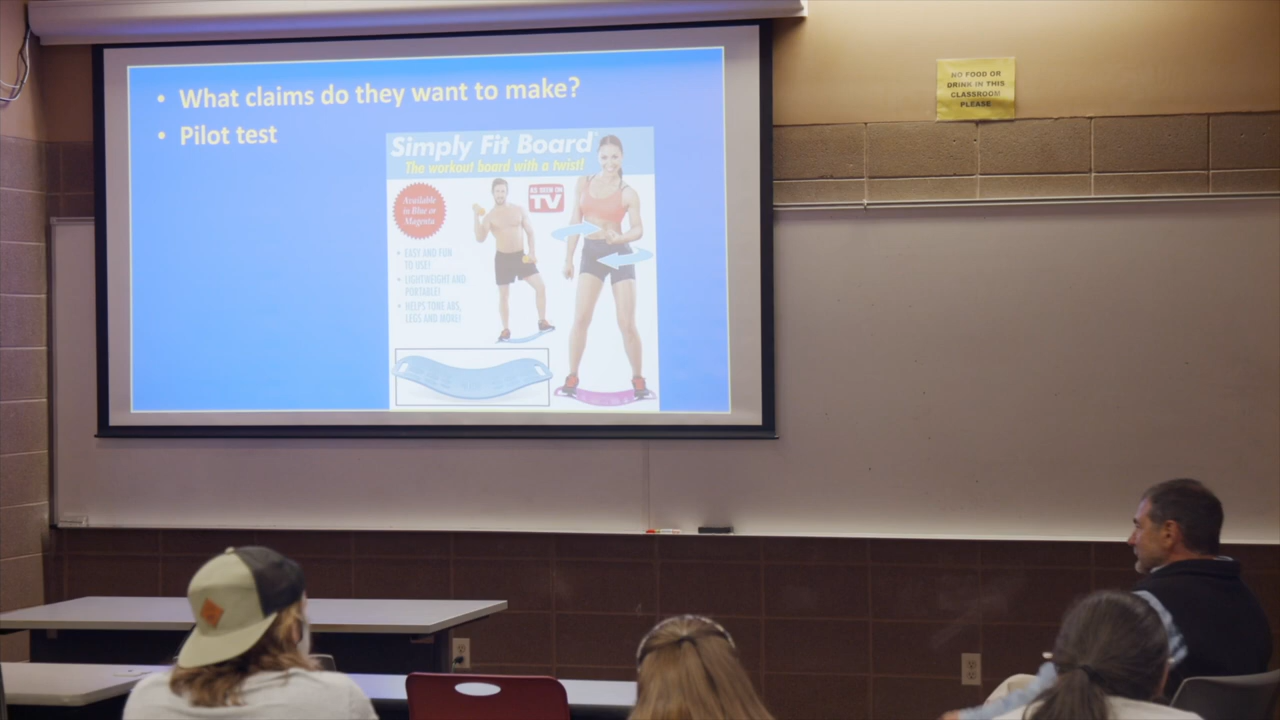 • What claims do they want to make?
• Pilot test
Simply Fit Board
The workout board with a twist!
Available
in Blue or
Magenta
AS SEEN ON
TV
• EASY AND FUN
TO USE!
• LIGHTWEIGHT AND
PORTABLE!
• HELPS TONE ABS,
LEGS AND MORE!
NO FOOD OR
DRINK IN THIS
CLASSROOM
PLEASE